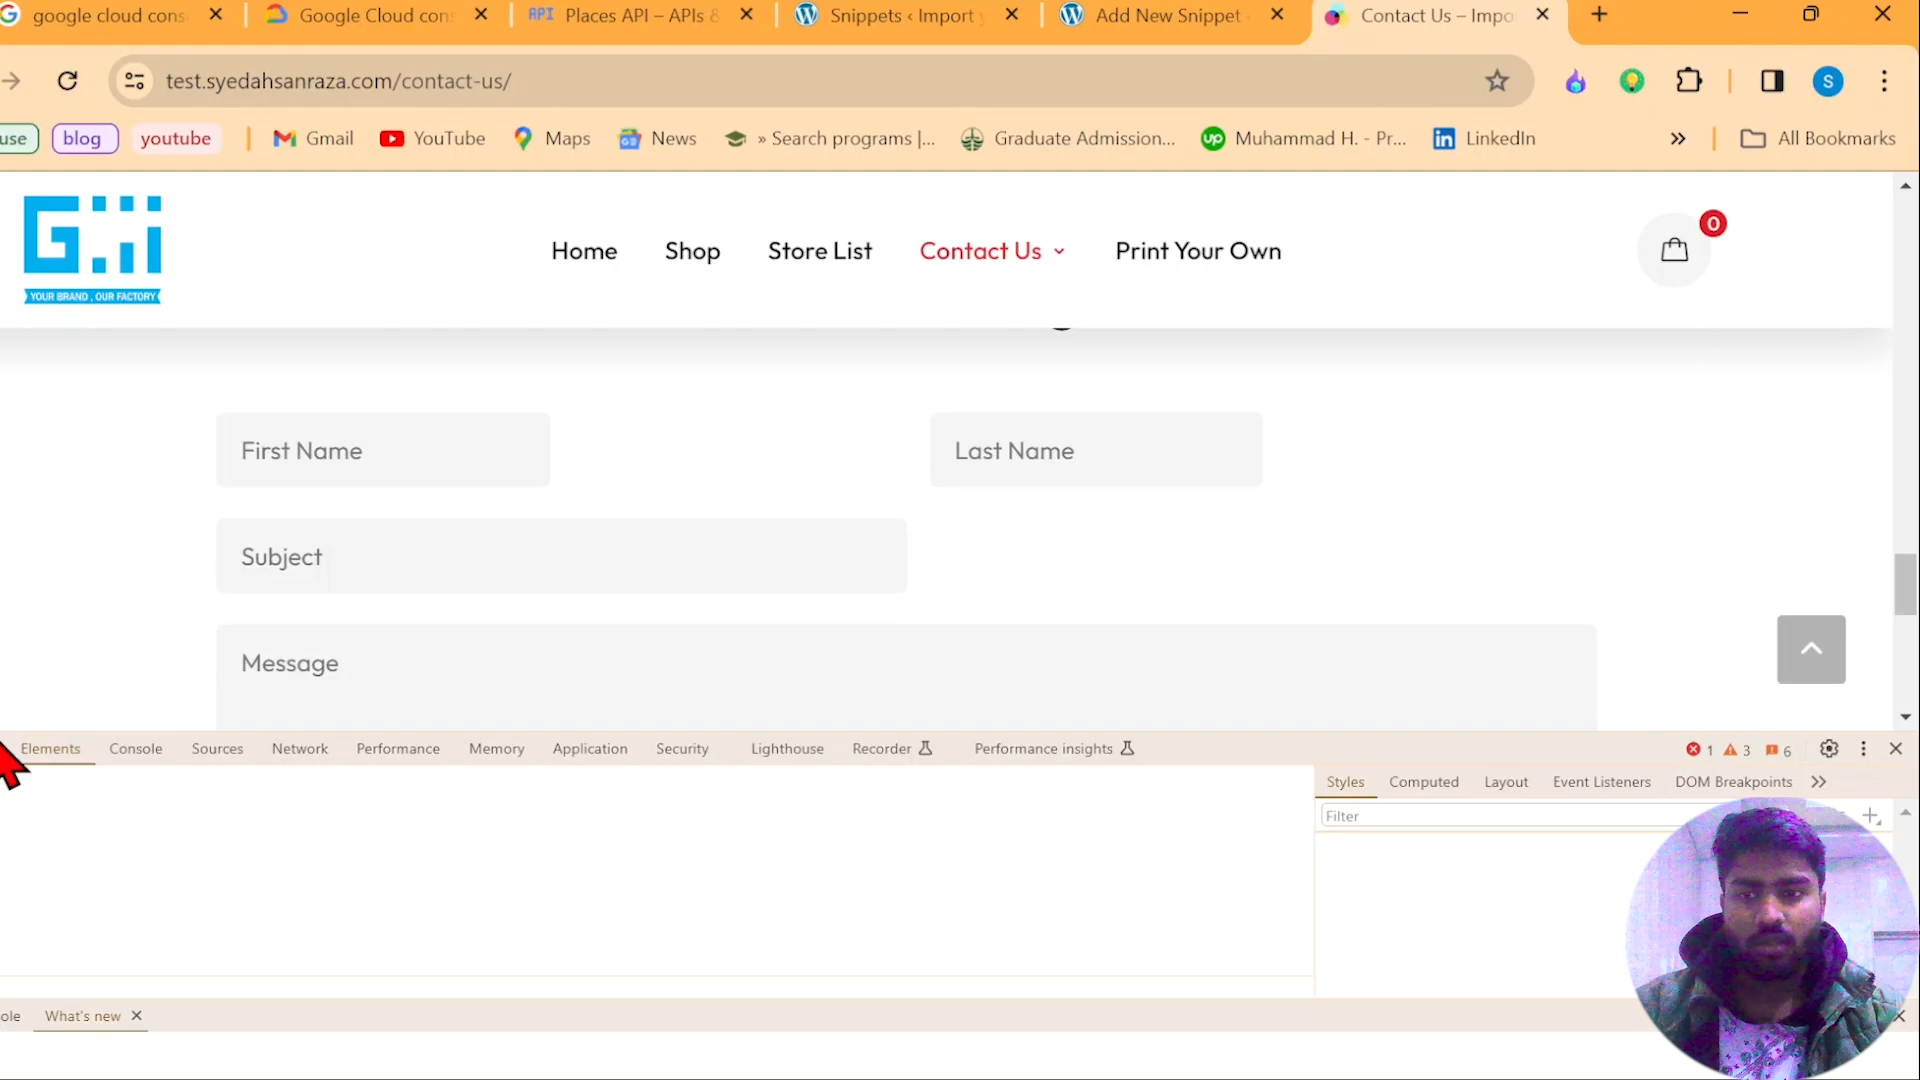 google cloud cons
Google Cloud cons
API Places API – APIs &
Snippets ‹ Import y
Add New Snippet
Contact Us – Impo
test.syedahsanraza.com/contact-us/
S
use
blog
youtube
Gmail
YouTube
Maps
News
» Search programs |...
Graduate Admission...
up Muhammad H. - Pr...
in LinkedIn
All Bookmarks
YOUR BRAND , OUR FACTORY
Home
Shop
Store List
Contact Us
Print Your Own
0
First Name
Last Name
Subject
Message
Elements
Console
Sources
Network
Performance
Memory
Application
Security
Lighthouse
Recorder
Performance insights
1
3
6
Styles
Computed
Layout
Event Listeners
DOM Breakpoints
Filter
ole
What's new